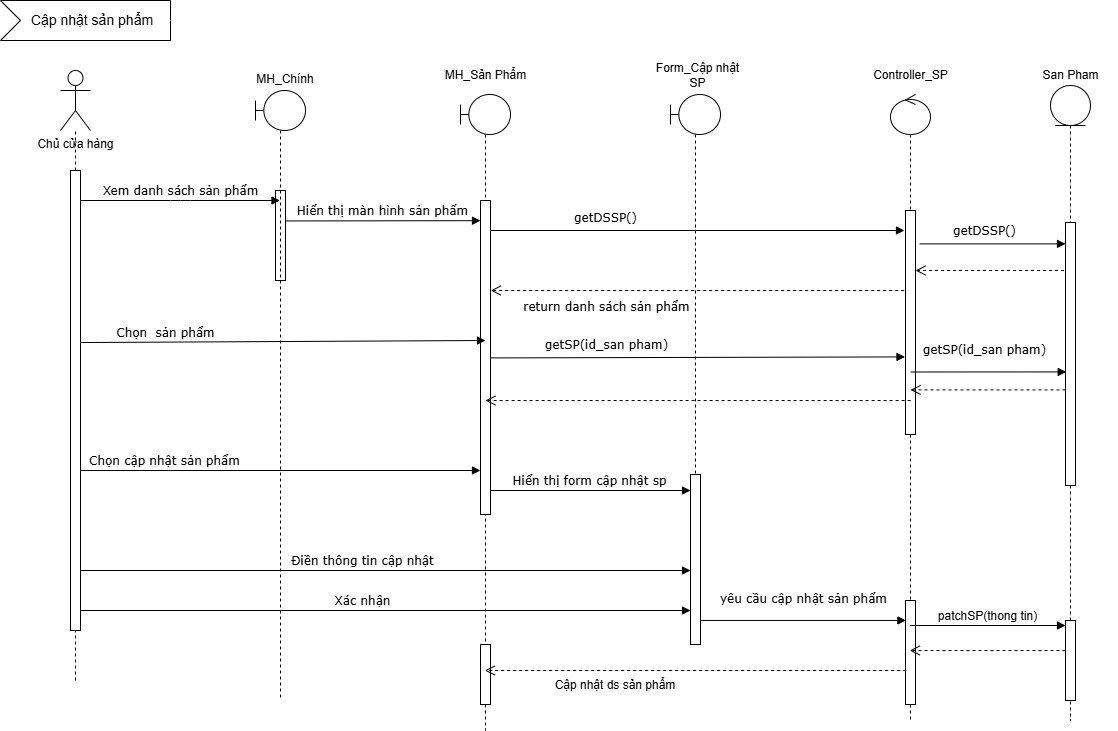 Cập nhật sản phẩm
MH_Chính
MH_Sản Phẩm
Form_Cập nhật
SP
Controller_SP
San Pham
Chủ cửa hàng
Xem danh sách sản phẩm
Hiển thị màn hình sản phẩm
getDSSP()
getDSSP()
return danh sách sản phẩm
Chọn  sản phẩm
getSP(id_san pham)
getSP(id_san pham)
Chọn cập nhật sản phẩm
Hiển thị form cập nhật sp
Điền thông tin cập nhật
Xác nhận
yêu cầu cập nhật sản phẩm
patchSP(thong tin)
Cập nhật ds sản phẩm